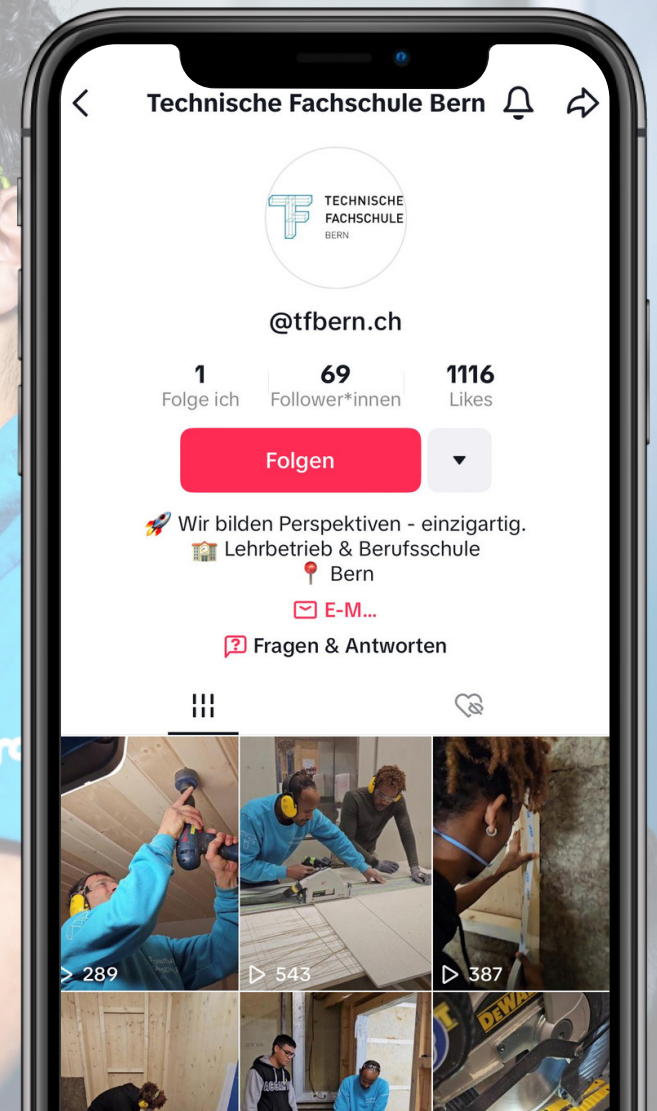 Technische Fachschule Bern
TF TECHNISCHE
FACHSCHULE
BERN
@tfbern.ch
1 69 1116
Folge ich Follower*innen Likes
Folgen
🚀 Wir bilden Perspektiven - einzigartig.
🏫 Lehrbetrieb & Berufsschule
📍 Bern
E-M...
Fragen & Antworten
289 543 387
DEWALT